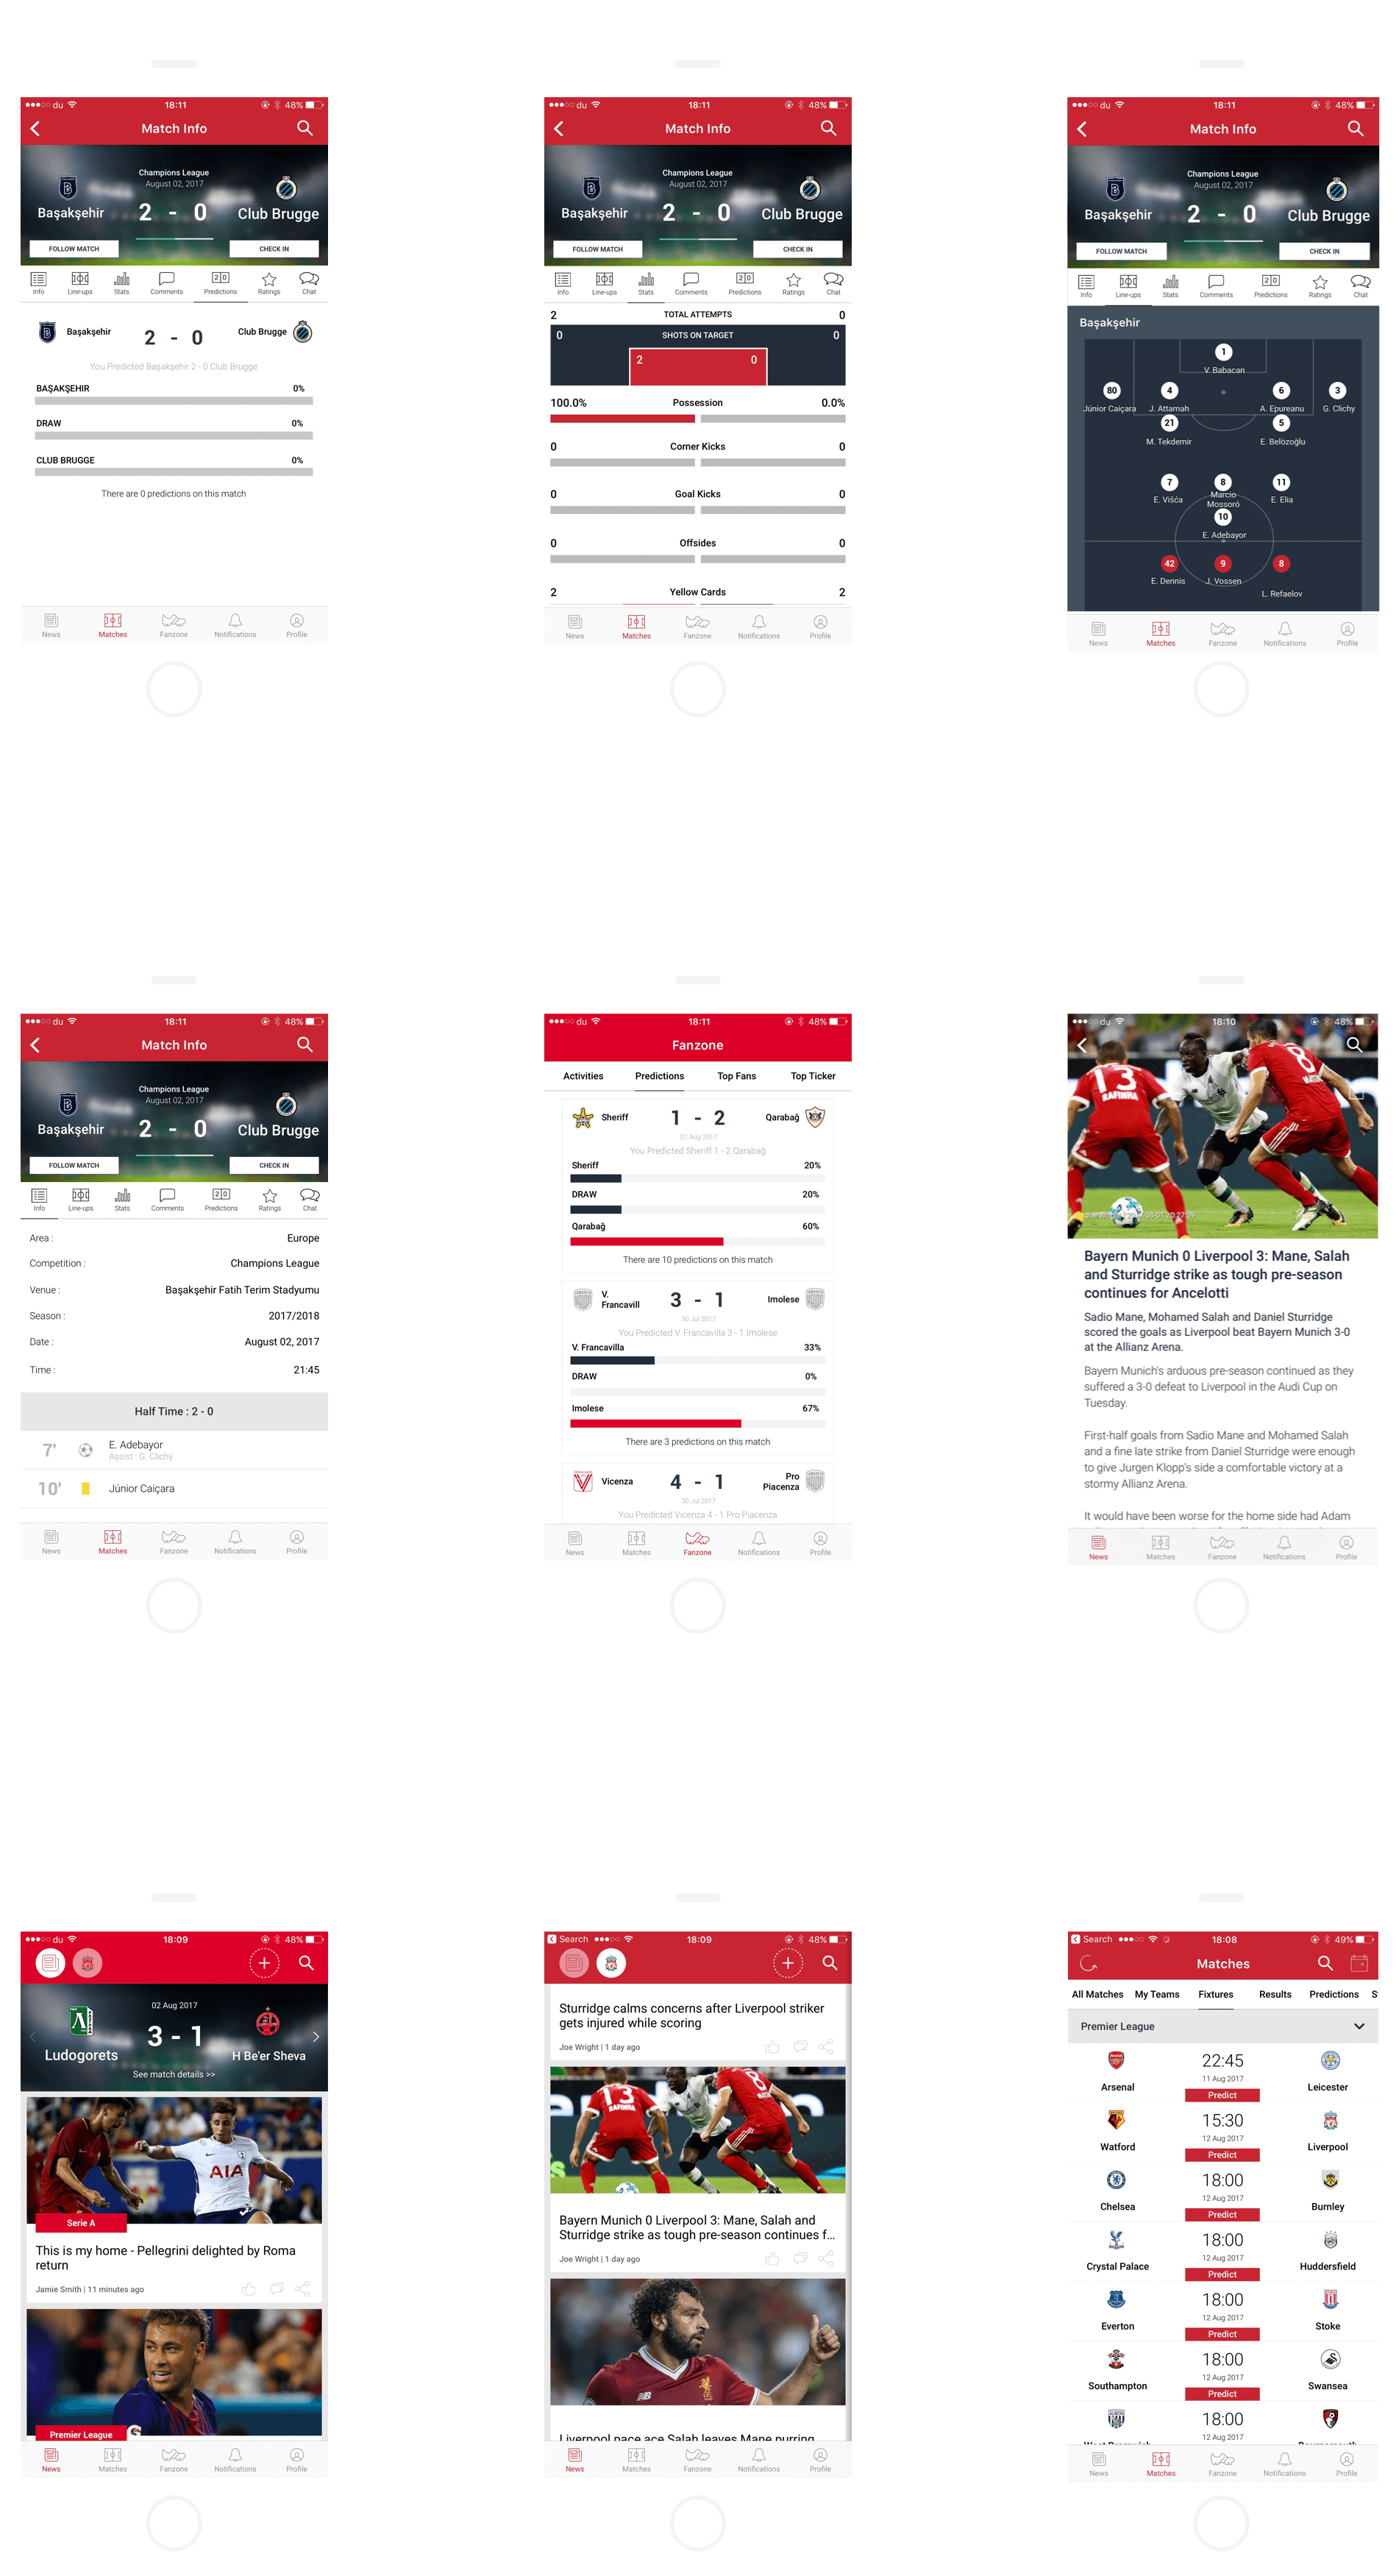 du 18:11 48%
Match Info
Champions League
August 02, 2017
Başakşehir 2 - 0 Club Brugge
FOLLOW MATCH CHECK IN
Info Line-ups Stats Comments Predictions Ratings Chat
Başakşehir 2 - 0 Club Brugge
You Predicted Başakşehir 2 - 0 Club Brugge
BAŞAKŞEHIR 0%
DRAW 0%
CLUB BRUGGE 0%
There are 0 predictions on this match
News Matches Fanzone Notifications Profile
du 18:11 48%
Match Info
Champions League
August 02, 2017
Başakşehir 2 - 0 Club Brugge
FOLLOW MATCH CHECK IN
Info Line-ups Stats Comments Predictions Ratings Chat
2 TOTAL ATTEMPTS 0
0 SHOTS ON TARGET 0
2 0
100.0% Possession 0.0%
0 Corner Kicks 0
0 Goal Kicks 0
0 Offsides 0
2 Yellow Cards 2
News Matches Fanzone Notifications Profile
du 18:11 48%
Match Info
Champions League
August 02, 2017
Başakşehir 2 - 0 Club Brugge
FOLLOW MATCH CHECK IN
Info Line-ups Stats Comments Predictions Ratings Chat
Başakşehir
1
V. Babacan
80 4 6 3
Júnior Caiçara J. Attamah A. Epureanu G. Clichy
21 5
M. Tekdemir E. Belözoğlu
7 8 11
E. Višća Marcio Mossoró E. Elia
10
E. Adebayor
42 9 8
E. Dennis J. Vossen L. Refaelov
News Matches Fanzone Notifications Profile
du 18:11 48%
Match Info
Champions League
August 02, 2017
Başakşehir 2 - 0 Club Brugge
FOLLOW MATCH CHECK IN
Info Line-ups Stats Comments Predictions Ratings Chat
Area : Europe
Competition : Champions League
Venue : Başakşehir Fatih Terim Stadyumu
Season : 2017/2018
Date : August 02, 2017
Time : 21:45
Half Time : 2 - 0
7' E. Adebayor
Assist : G. Clichy
10' Júnior Caiçara
News Matches Fanzone Notifications Profile
du 18:11 48%
Fanzone
Activities Predictions Top Fans Top Ticker
Sheriff 1 - 2 Qarabağ
01 Aug 2017
You Predicted Sheriff 1 - 2 Qarabağ
Sheriff 20%
DRAW 20%
Qarabağ 60%
There are 10 predictions on this match
V. Francavill 3 - 1 Imolese
30 Jul 2017
You Predicted V. Francavilla 3 - 1 Imolese
V. Francavilla 33%
DRAW 0%
Imolese 67%
There are 3 predictions on this match
Vicenza 4 - 1 Pro Piacenza
30 Jul 2017
You Predicted Vicenza 4 - 1 Pro Piacenza
News Matches Fanzone Notifications Profile
du 18:10 48%
13
RAFINHA
8
Joe Wright | 2017-08-01 20:27:09
Bayern Munich 0 Liverpool 3: Mane, Salah
and Sturridge strike as tough pre-season
continues for Ancelotti
Sadio Mane, Mohamed Salah and Daniel Sturridge
scored the goals as Liverpool beat Bayern Munich 3-0
at the Allianz Arena.
Bayern Munich's arduous pre-season continued as they
suffered a 3-0 defeat to Liverpool in the Audi Cup on
Tuesday.
First-half goals from Sadio Mane and Mohamed Salah
and a fine late strike from Daniel Sturridge were enough
to give Jurgen Klopp's side a comfortable victory at a
stormy Allianz Arena.
It would have been worse for the home side had Adam
News Matches Fanzone Notifications Profile
du 18:09 48%
02 Aug 2017
Ludogorets 3 - 1 H Be'er Sheva
See match details >>
AIA
Serie A
This is my home - Pellegrini delighted by Roma
return
Jamie Smith | 11 minutes ago
Premier League
News Matches Fanzone Notifications Profile
Search 18:09 48%
Sturridge calms concerns after Liverpool striker
gets injured while scoring
Joe Wright | 1 day ago
13
RAFINHA
8
Bayern Munich 0 Liverpool 3: Mane, Salah and
Sturridge strike as tough pre-season continues f...
Joe Wright | 1 day ago
Liverpool pace ace Salah leaves Mane purring
News Matches Fanzone Notifications Profile
Search 18:08 49%
Matches
All Matches My Teams Fixtures Results Predictions S
Premier League
Arsenal 22:45 Leicester
11 Aug 2017
Predict
Watford 15:30 Liverpool
12 Aug 2017
Predict
Chelsea 18:00 Burnley
12 Aug 2017
Predict
Crystal Palace 18:00 Huddersfield
12 Aug 2017
Predict
Everton 18:00 Stoke
12 Aug 2017
Predict
Southampton 18:00 Swansea
12 Aug 2017
Predict
18:00
12 Aug 2017
News Matches Fanzone Notifications Profile